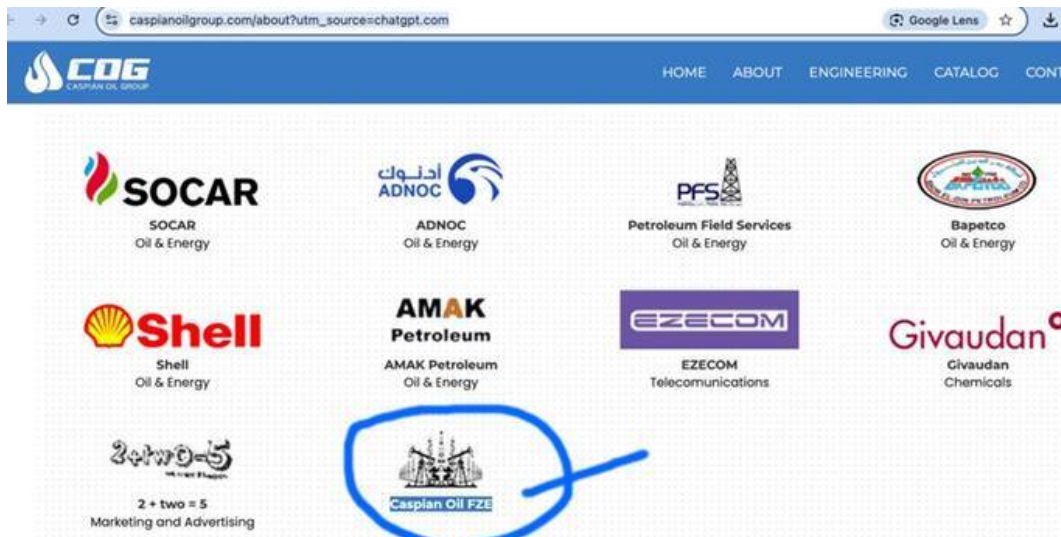 caspianoilgroup.com/about?utm_source=chatgpt.com
Google Lens
COG
CASPIAN OIL GROUP
HOME ABOUT ENGINEERING CATALOG CONT
SOCAR
SOCAR
Oil & Energy
أدنوك
ADNOC
ADNOC
Oil & Energy
PFS
Petroleum Field Services
Oil & Energy
Bapetco
Oil & Energy
Shell
Shell
Oil & Energy
AMAK
Petroleum
AMAK Petroleum
Oil & Energy
EZECOM
EZECOM
Telecomunications
Givaudan
Givaudan
Chemicals
2+two=5
2 + two = 5
Marketing and Advertising
Caspian Oil FZE